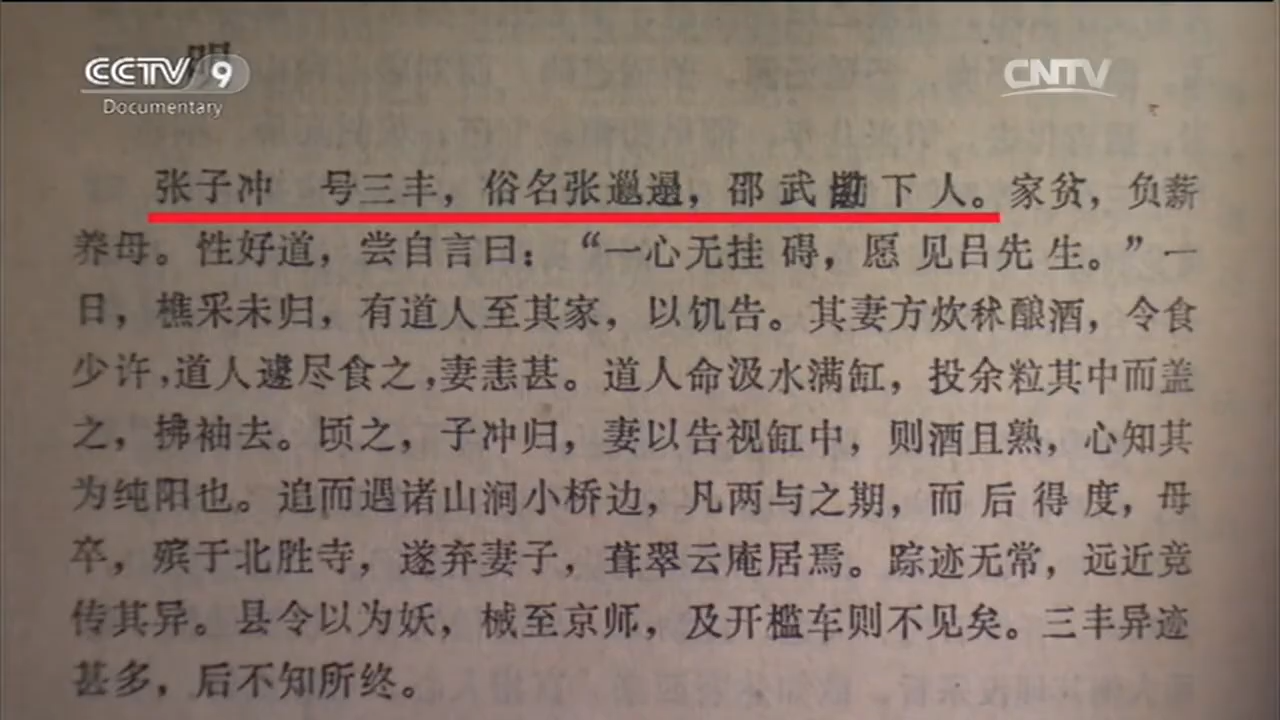 CCTV 9
Documentary
CNTV
明
张子冲 号三丰，俗名张邋遢，邵武坳下人。家贫，负薪
养母。性好道，尝自言曰：“一心无挂碍，愿见吕先生。”一
日，樵采未归，有道人至其家，以饥告。其妻方炊秫酿酒，令食
少许，道人遽尽食之，妻恚甚。道人命汲水满缸，投余粒其中而盖
之，拂袖去。顷之，子冲归，妻以告视缸中，则酒且熟，心知其
为纯阳也。追而遇诸山涧小桥边，凡两与之期，而后得度，母
卒，殡于北胜寺，遂弃妻子，葺翠云庵居焉。踪迹无常，远近竞
传其异。县令以为妖，械至京师，及开槛车则不见矣。三丰异迹
甚多，后不知所终。